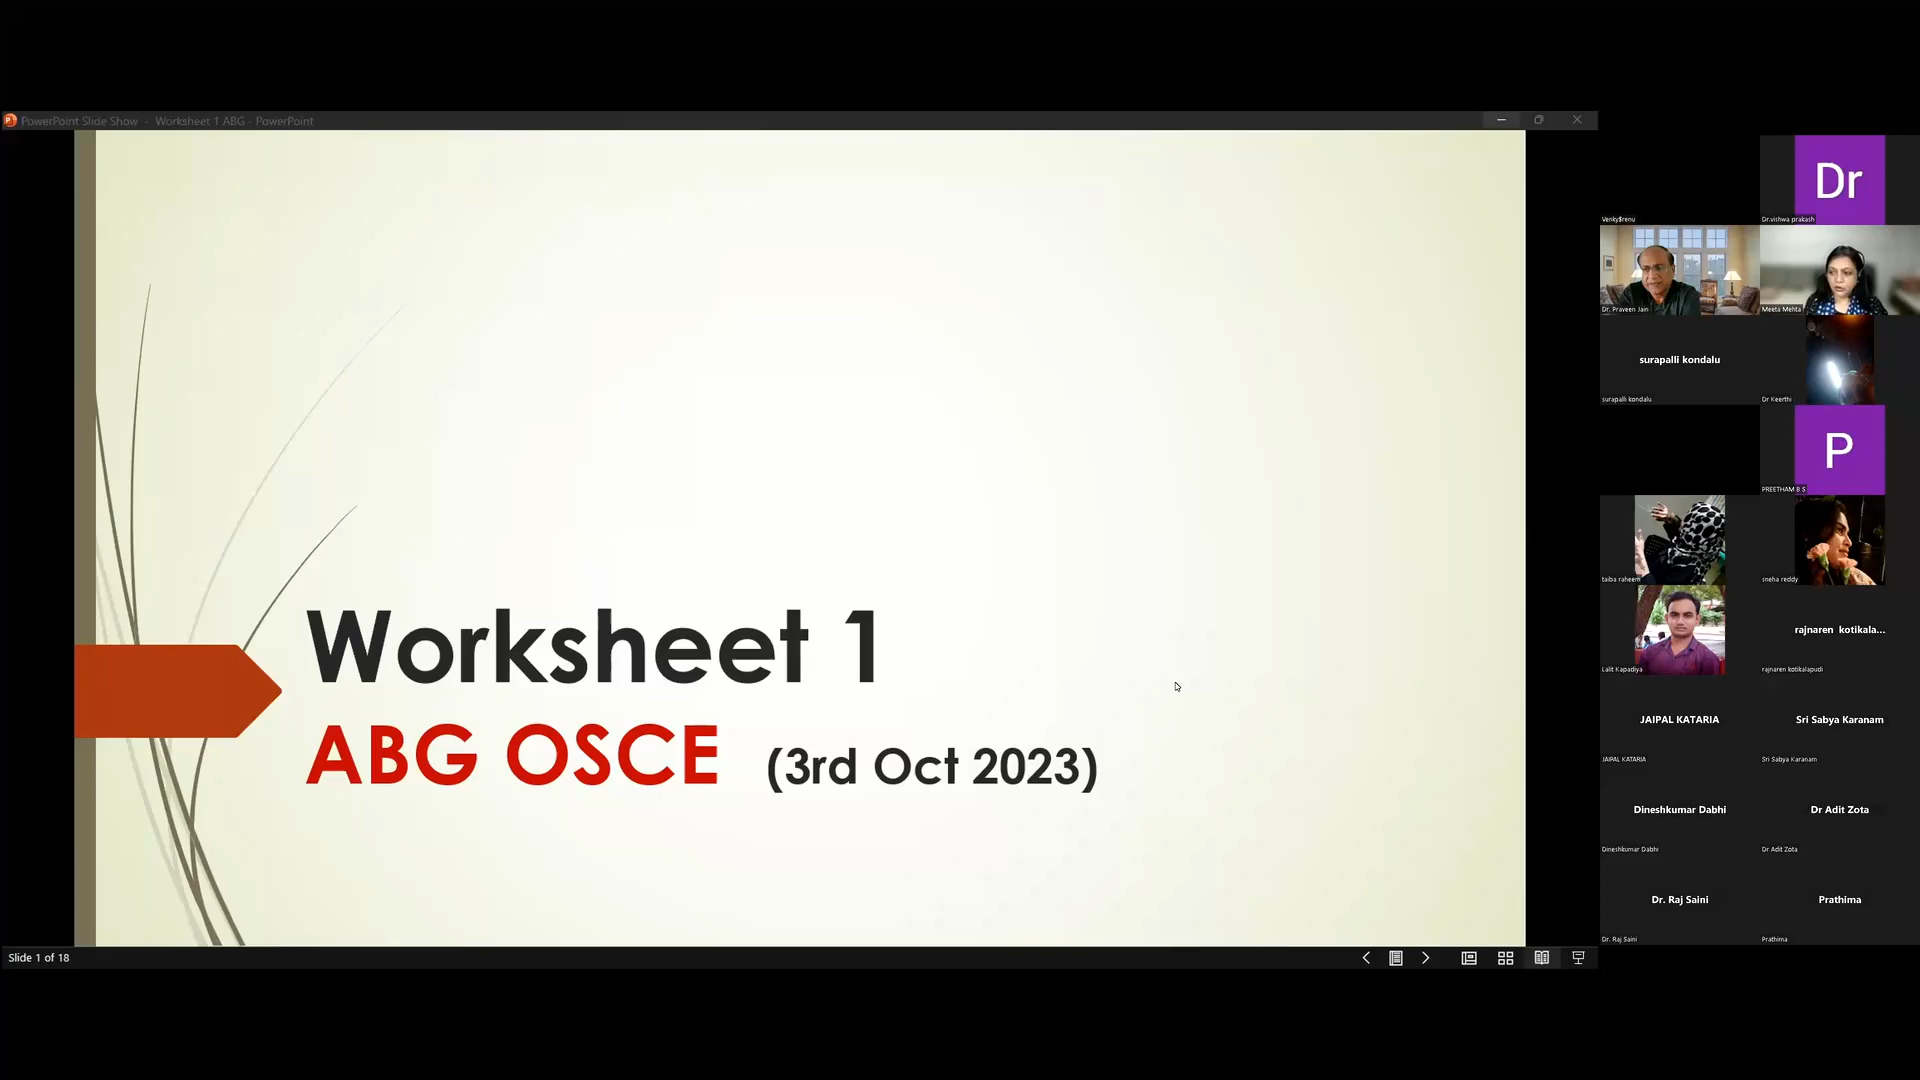 PowerPoint Slide Show - Worksheet 1 ABG - PowerPoint
Worksheet 1
ABG OSCE (3rd Oct 2023)
Slide 1 of 18
Dr
Venky$renu
Dr.vishwa prakash
Dr. Praveen Jain
Meeta Mehta
surapalli kondalu
surapalli kondalu
Dr Keerthi
P
PREETHAM B S
taiba raheem
sneha reddy
rajnaren kotikala...
Lalit Kapadiya
rajnaren kotikalapudi
JAIPAL KATARIA
Sri Sabya Karanam
JAIPAL KATARIA
Sri Sabya Karanam
Dineshkumar Dabhi
Dr Adit Zota
Dineshkumar Dabhi
Dr Adit Zota
Dr. Raj Saini
Prathima
Dr. Raj Saini
Prathima